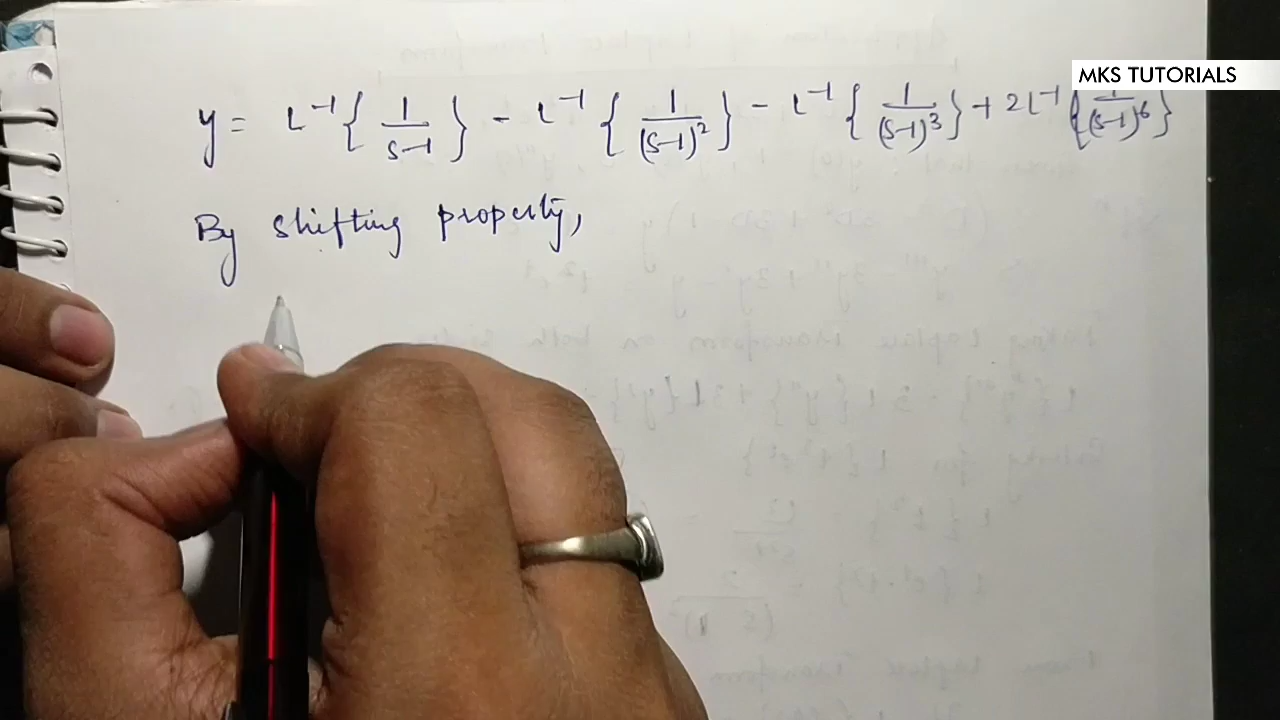 MKS TUTORIALS
y = L⁻¹{1/(s-1)} - L⁻¹{1/(s-1)²} - L⁻¹{1/(s-1)³} + 2L⁻¹{1/(s-1)⁶}
By shifting property,